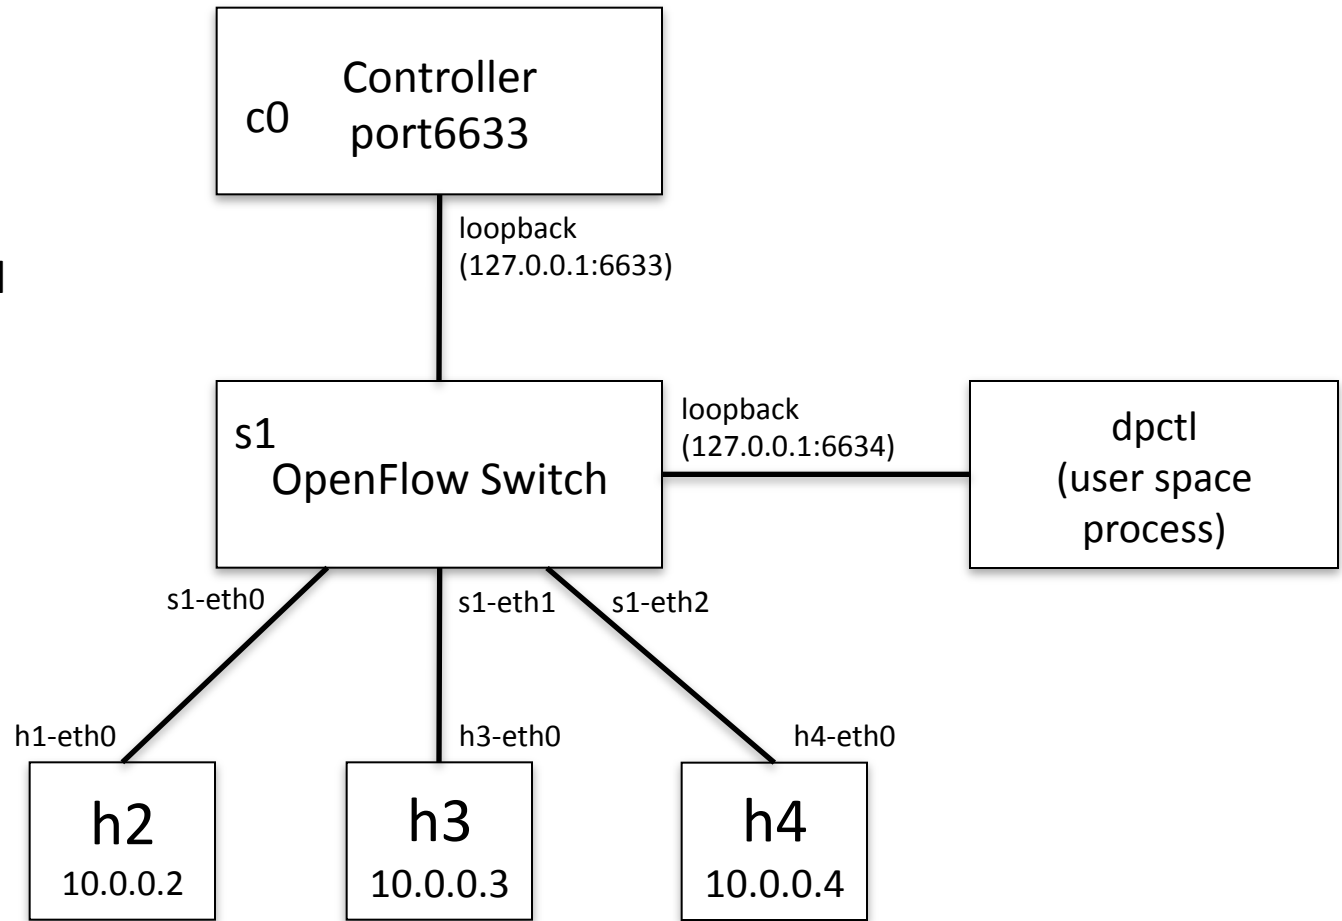 Controller
c0
port6633
loopback
(127.0.0.1:6633)
s1
OpenFlow Switch
loopback
(127.0.0.1:6634)
dpctl
(user space
process)
s1-eth0
s1-eth1
s1-eth2
h1-eth0
h3-eth0
h4-eth0
h2
10.0.0.2
h3
10.0.0.3
h4
10.0.0.4